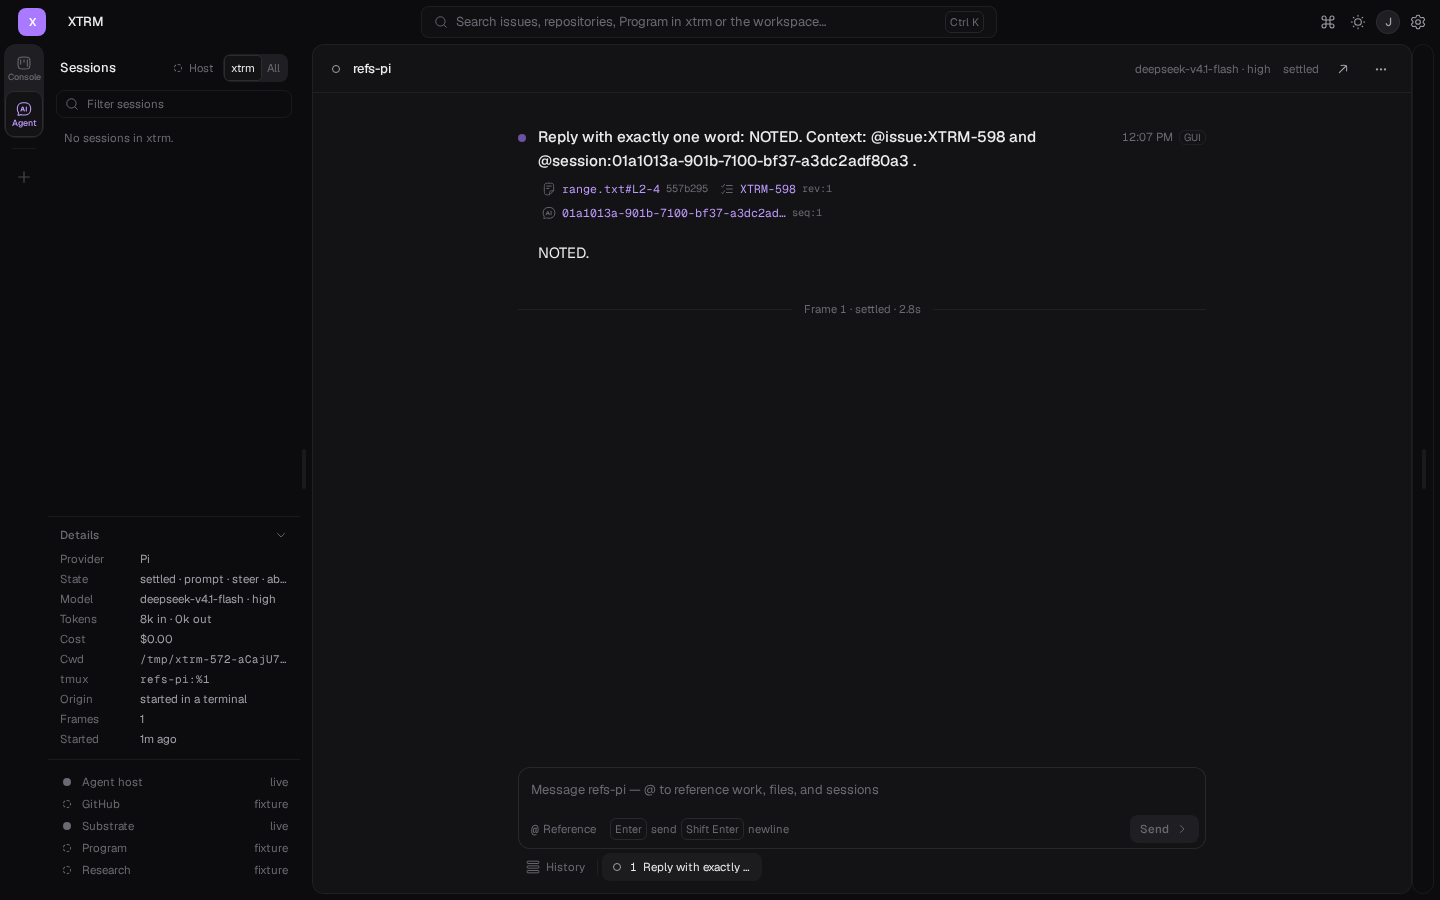 X XTRM
Search issues, repositories, Program in xtrm or the workspace… Ctrl K
J
Console
Agent
Sessions Host xtrm All
Filter sessions
No sessions in xtrm.
refs-pi deepseek-v4.1-flash · high settled
Reply with exactly one word: NOTED. Context: @issue:XTRM-598 and
@session:01a1013a-901b-7100-bf37-a3dc2adf80a3 .
12:07 PM GUI
range.txt#L2-4 557b295 XTRM-598 rev:1
01a1013a-901b-7100-bf37-a3dc2ad… seq:1
NOTED.
Frame 1 · settled · 2.8s
Details
Provider Pi
State settled · prompt · steer · ab…
Model deepseek-v4.1-flash · high
Tokens 8k in · 0k out
Cost $0.00
Cwd /tmp/xtrm-572-aCajU7…
tmux refs-pi:%1
Origin started in a terminal
Frames 1
Started 1m ago
Agent host live
GitHub fixture
Substrate live
Program fixture
Research fixture
Message refs-pi — @ to reference work, files, and sessions
@ Reference Enter send Shift Enter newline Send
History 1 Reply with exactly …